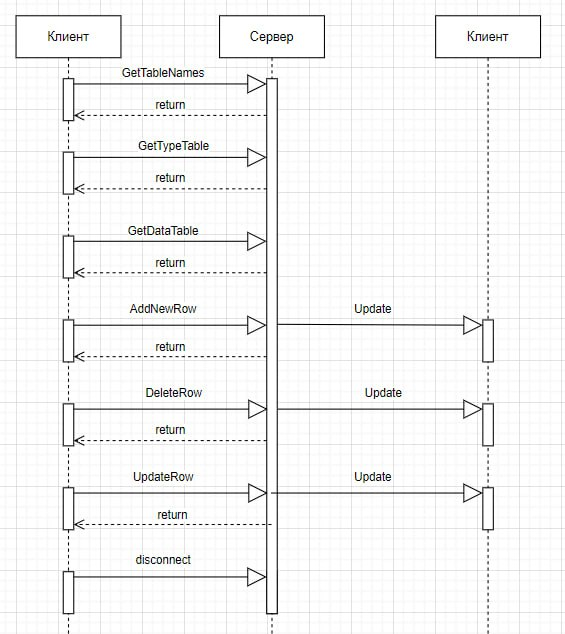 Клиент
Сервер
Клиент
GetTableNames
return
GetTypeTable
return
GetDataTable
return
AddNewRow
Update
return
DeleteRow
Update
return
UpdateRow
Update
return
disconnect